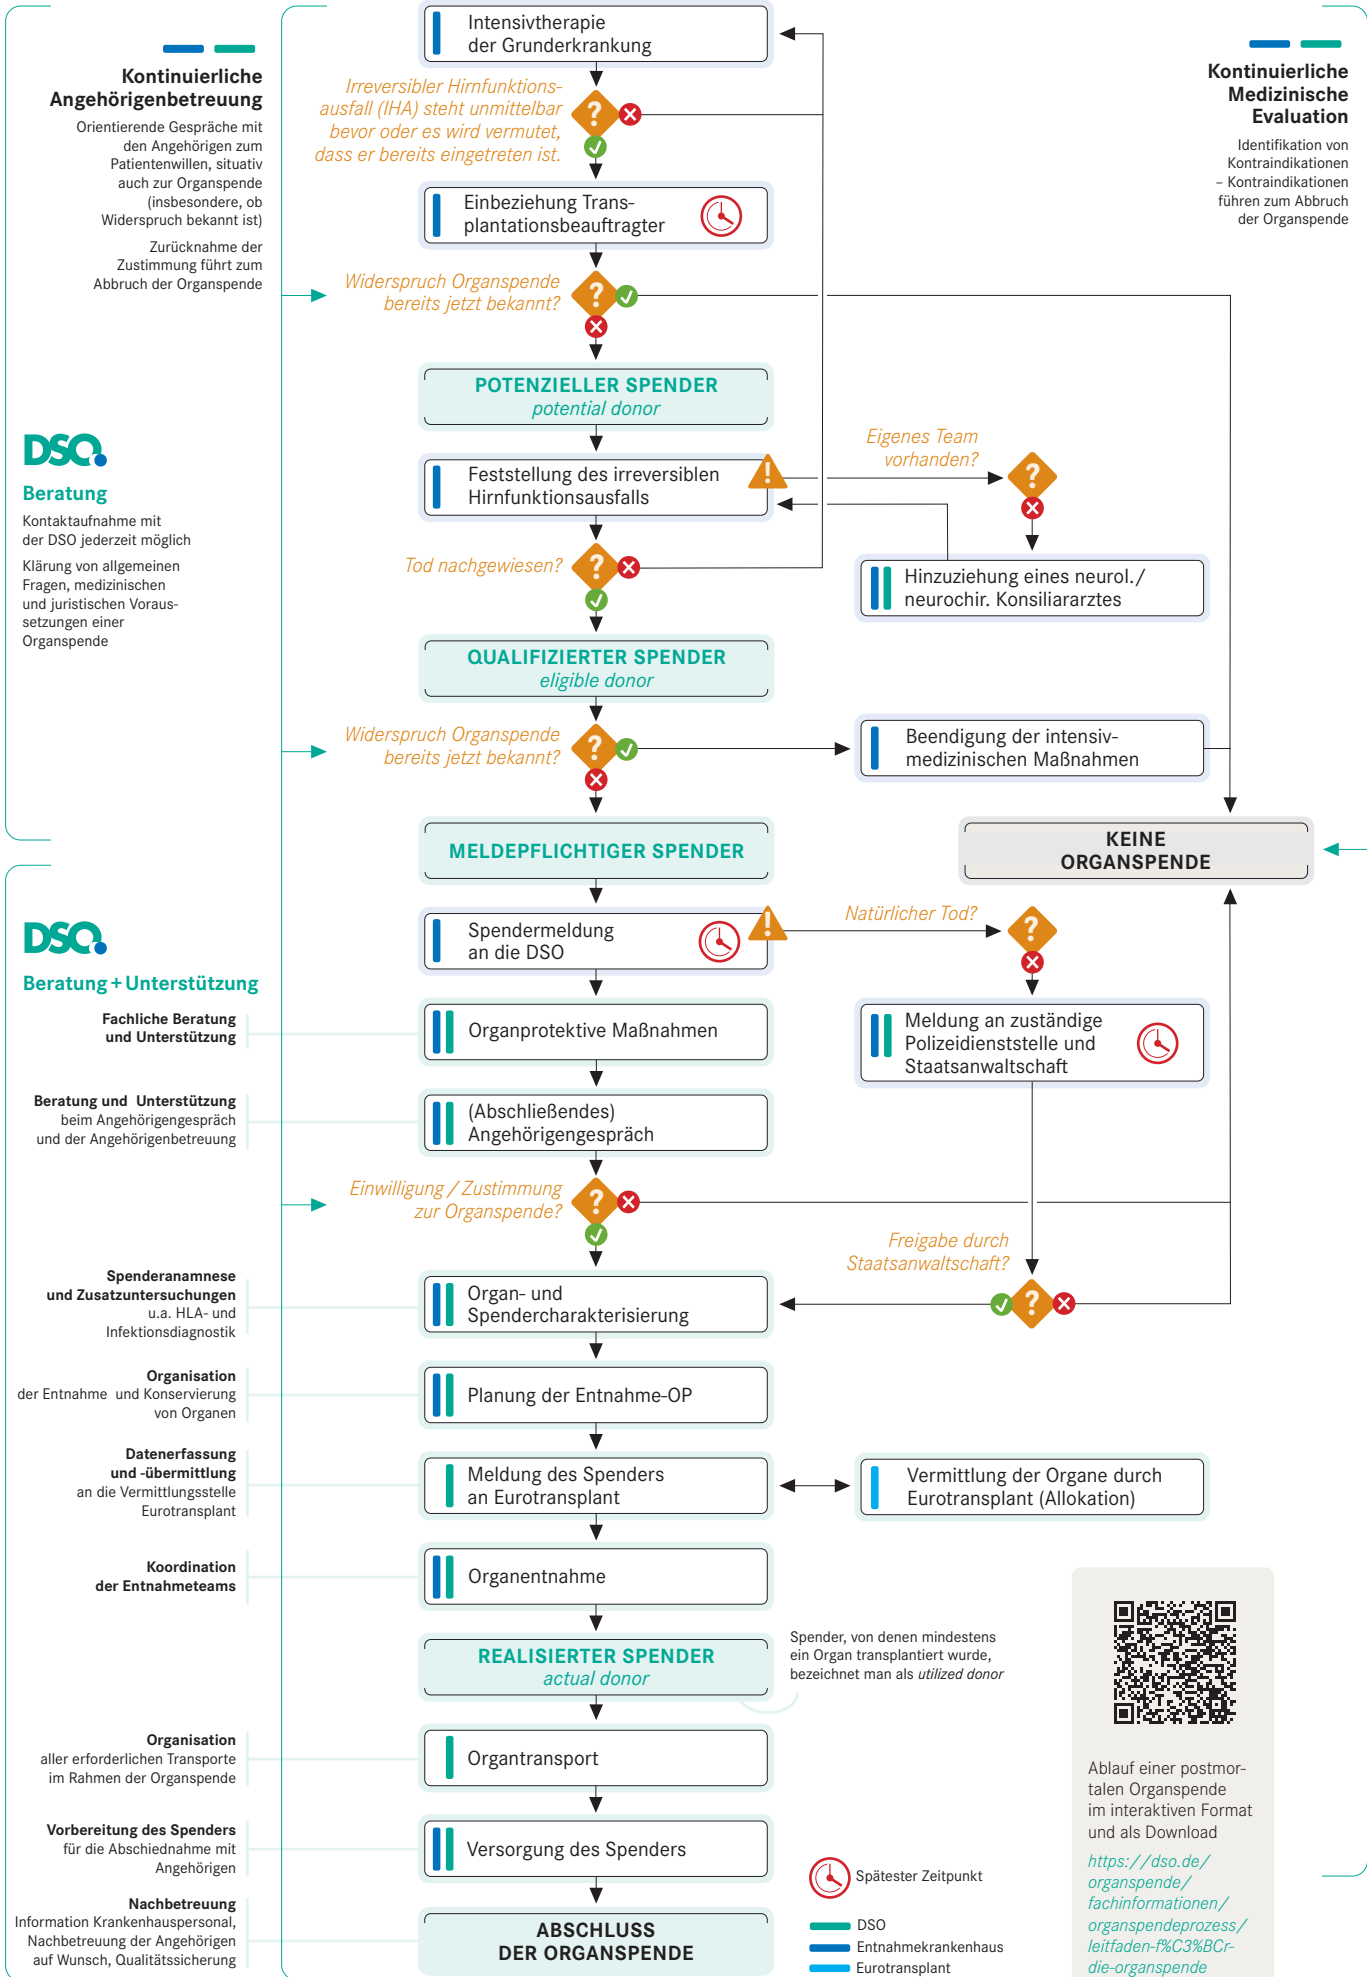 Kontinuierliche
Angehörigenbetreuung
Orientierende Gespräche mit
den Angehörigen zum
Patientenwillen, situativ
auch zur Organspende
(insbesondere, ob
Widerspruch bekannt ist)
Zurücknahme der
Zustimmung führt zum
Abbruch der Organspende
DSO
Beratung
Kontaktaufnahme mit
der DSO jederzeit möglich
Klärung von allgemeinen
Fragen, medizinischen
und juristischen Voraus-
setzungen einer
Organspende
DSO
Beratung + Unterstützung
Fachliche Beratung
und Unterstützung
Beratung und Unterstützung
beim Angehörigengespräch
und der Angehörigenbetreuung
Spenderanamnese
und Zusatzuntersuchungen
u.a. HLA- und
Infektionsdiagnostik
Organisation
der Entnahme und Konservierung
von Organen
Datenerfassung
und -übermittlung
an die Vermittlungsstelle
Eurotransplant
Koordination
der Entnahmeteams
Organisation
aller erforderlichen Transporte
im Rahmen der Organspende
Vorbereitung des Spenders
für die Abschiednahme mit
Angehörigen
Nachbetreuung
Information Krankenhauspersonal,
Nachbetreuung der Angehörigen
auf Wunsch, Qualitätssicherung
Intensivtherapie
der Grunderkrankung
Irreversibler Hirnfunktions-
ausfall (IHA) steht unmittelbar
bevor oder es wird vermutet,
dass er bereits eingetreten ist.
?
Einbeziehung Trans-
plantationsbeauftragter
Widerspruch Organspende
bereits jetzt bekannt?
?
POTENZIELLER SPENDER
potential donor
Feststellung des irreversiblen
Hirnfunktionsausfalls
!
Eigenes Team
vorhanden?
?
Hinzuziehung eines neurol./
neurochir. Konsiliararztes
Tod nachgewiesen?
?
QUALIFIZIERTER SPENDER
eligible donor
Widerspruch Organspende
bereits jetzt bekannt?
?
Beendigung der intensiv-
medizinischen Maßnahmen
MELDEPFLICHTIGER SPENDER
KEINE
ORGANSPENDE
Spendermeldung
an die DSO
!
Natürlicher Tod?
?
Meldung an zuständige
Polizeidienststelle und
Staatsanwaltschaft
Organprotektive Maßnahmen
(Abschließendes)
Angehörigengespräch
Einwilligung / Zustimmung
zur Organspende?
?
Freigabe durch
Staatsanwaltschaft?
?
Organ- und
Spendercharakterisierung
Planung der Entnahme-OP
Meldung des Spenders
an Eurotransplant
Vermittlung der Organe durch
Eurotransplant (Allokation)
Organentnahme
REALISIERTER SPENDER
actual donor
Spender, von denen mindestens
ein Organ transplantiert wurde,
bezeichnet man als utilized donor
Organtransport
Versorgung des Spenders
ABSCHLUSS
DER ORGANSPENDE
Kontinuierliche
Medizinische
Evaluation
Identifikation von
Kontraindikationen
– Kontraindikationen
führen zum Abbruch
der Organspende
Spätester Zeitpunkt
DSO
Entnahmekrankenhaus
Eurotransplant
Ablauf einer postmor-
talen Organspende
im interaktiven Format
und als Download
https://dso.de/
organspende/
fachinformationen/
organspendeprozess/
leitfaden-f%C3%BCr-
die-organspende